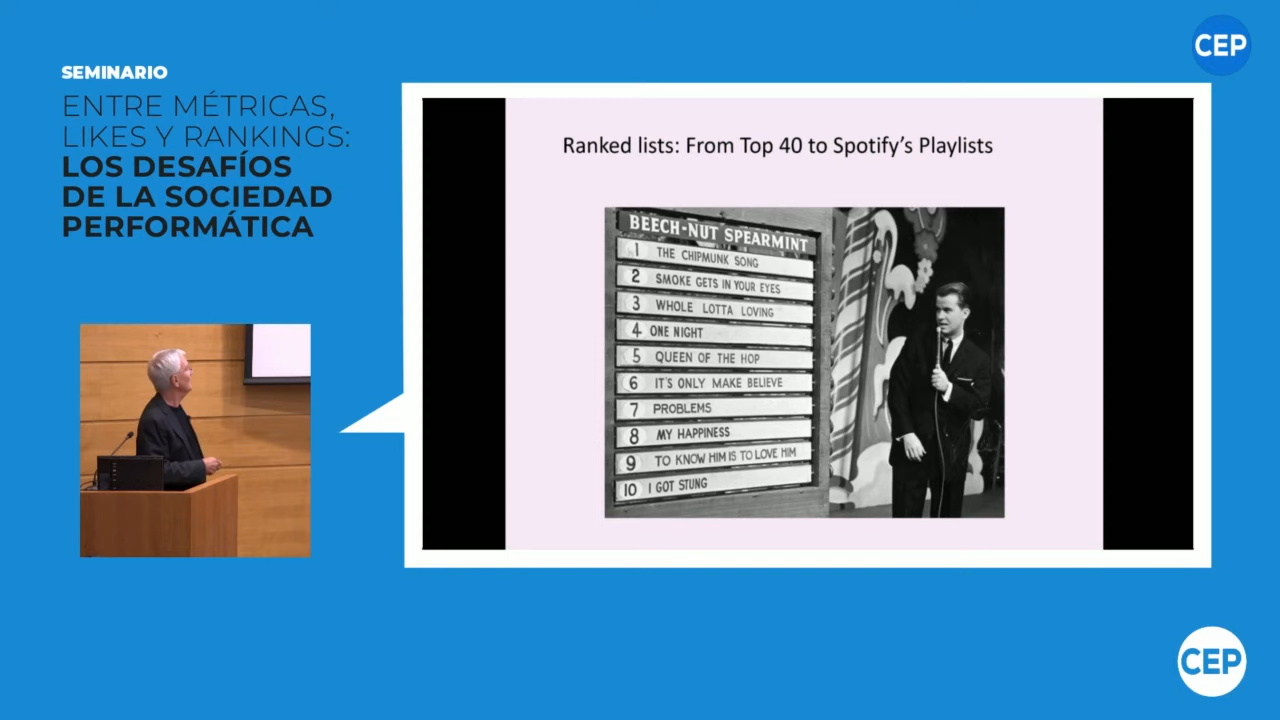 CEP
SEMINARIO
ENTRE MÉTRICAS,
LIKES Y RANKINGS:
LOS DESAFÍOS
DE LA SOCIEDAD
PERFORMÁTICA
Ranked lists: From Top 40 to Spotify's Playlists
BEECH-NUT SPEARMINT
1 THE CHIPMUNK SONG
2 SMOKE GETS IN YOUR EYES
3 WHOLE LOTTA LOVING
4 ONE NIGHT
5 QUEEN OF THE HOP
6 IT'S ONLY MAKE BELIEVE
7 PROBLEMS
8 MY HAPPINESS
9 TO KNOW HIM IS TO LOVE HIM
10 I GOT STUNG
CEP